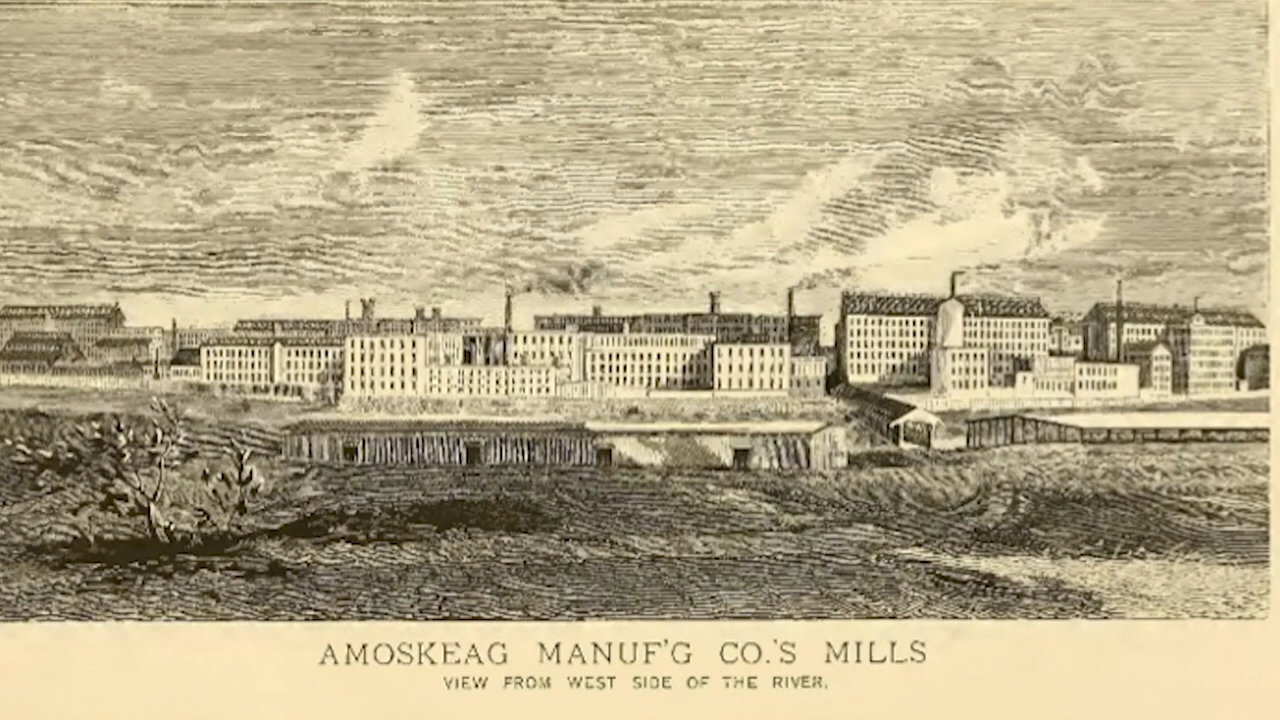 AMOSKEAG MANUF'G CO.'S MILLS
VIEW FROM WEST SIDE OF THE RIVER.